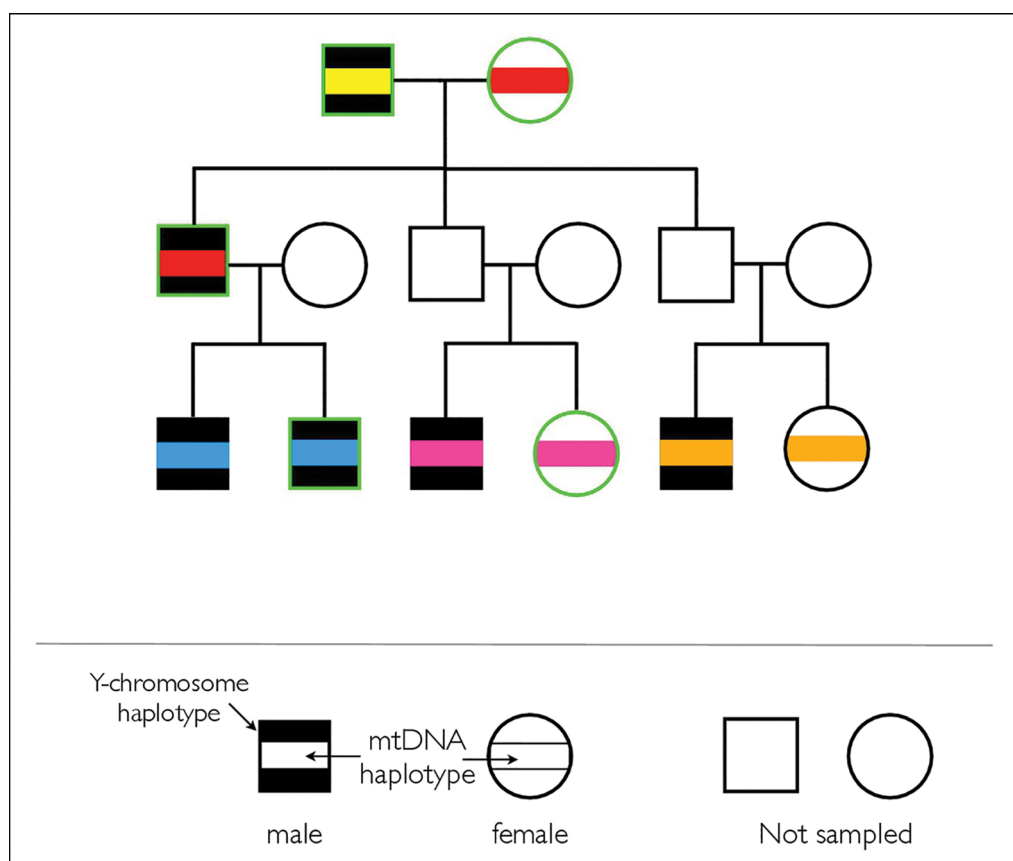 Y-chromosome
haplotype
mtDNA
haplotype
male
female
Not sampled